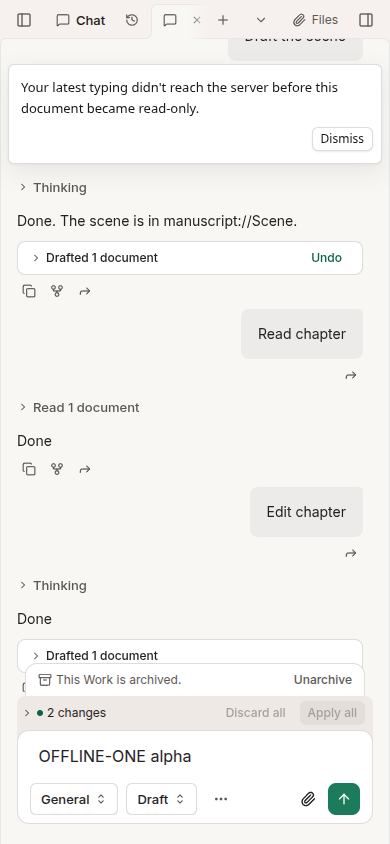 Chat
Files
Draft the scene
Your latest typing didn't reach the server before this
document became read-only.
Dismiss
Thinking
Done. The scene is in manuscript://Scene.
Drafted 1 document
Undo
Read chapter
Read 1 document
Done
Edit chapter
Thinking
Done
Drafted 1 document
This Work is archived.
Unarchive
2 changes
Discard all
Apply all
OFFLINE-ONE alpha
General
Draft